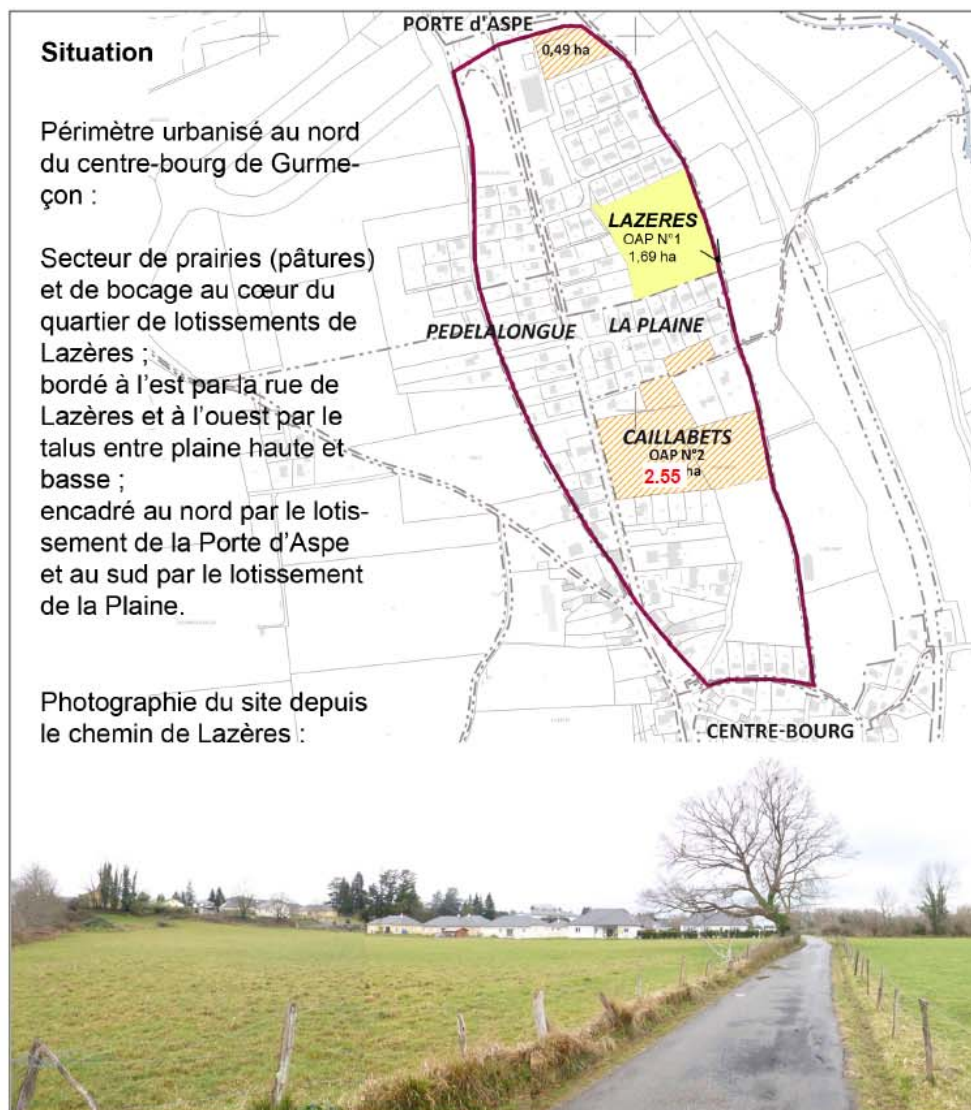 PORTE d'ASPE
Situation
0,49 ha
Périmètre urbanisé au nord
du centre-bourg de Gurme-
çon :
Secteur de prairies (pâtures)
et de bocage au cœur du
quartier de lotissements de
Lazères ;
bordé à l'est par la rue de
Lazères et à l'ouest par le
talus entre plaine haute et
basse ;
encadré au nord par le lotis-
sement de la Porte d'Aspe
et au sud par le lotissement
de la Plaine.
LAZERES
OAP N°1
1,69 ha
PEDELALONGUE
LA PLAINE
CAILLABETS
OAP N°2
2.55 ha
Photographie du site depuis
le chemin de Lazères :
CENTRE-BOURG